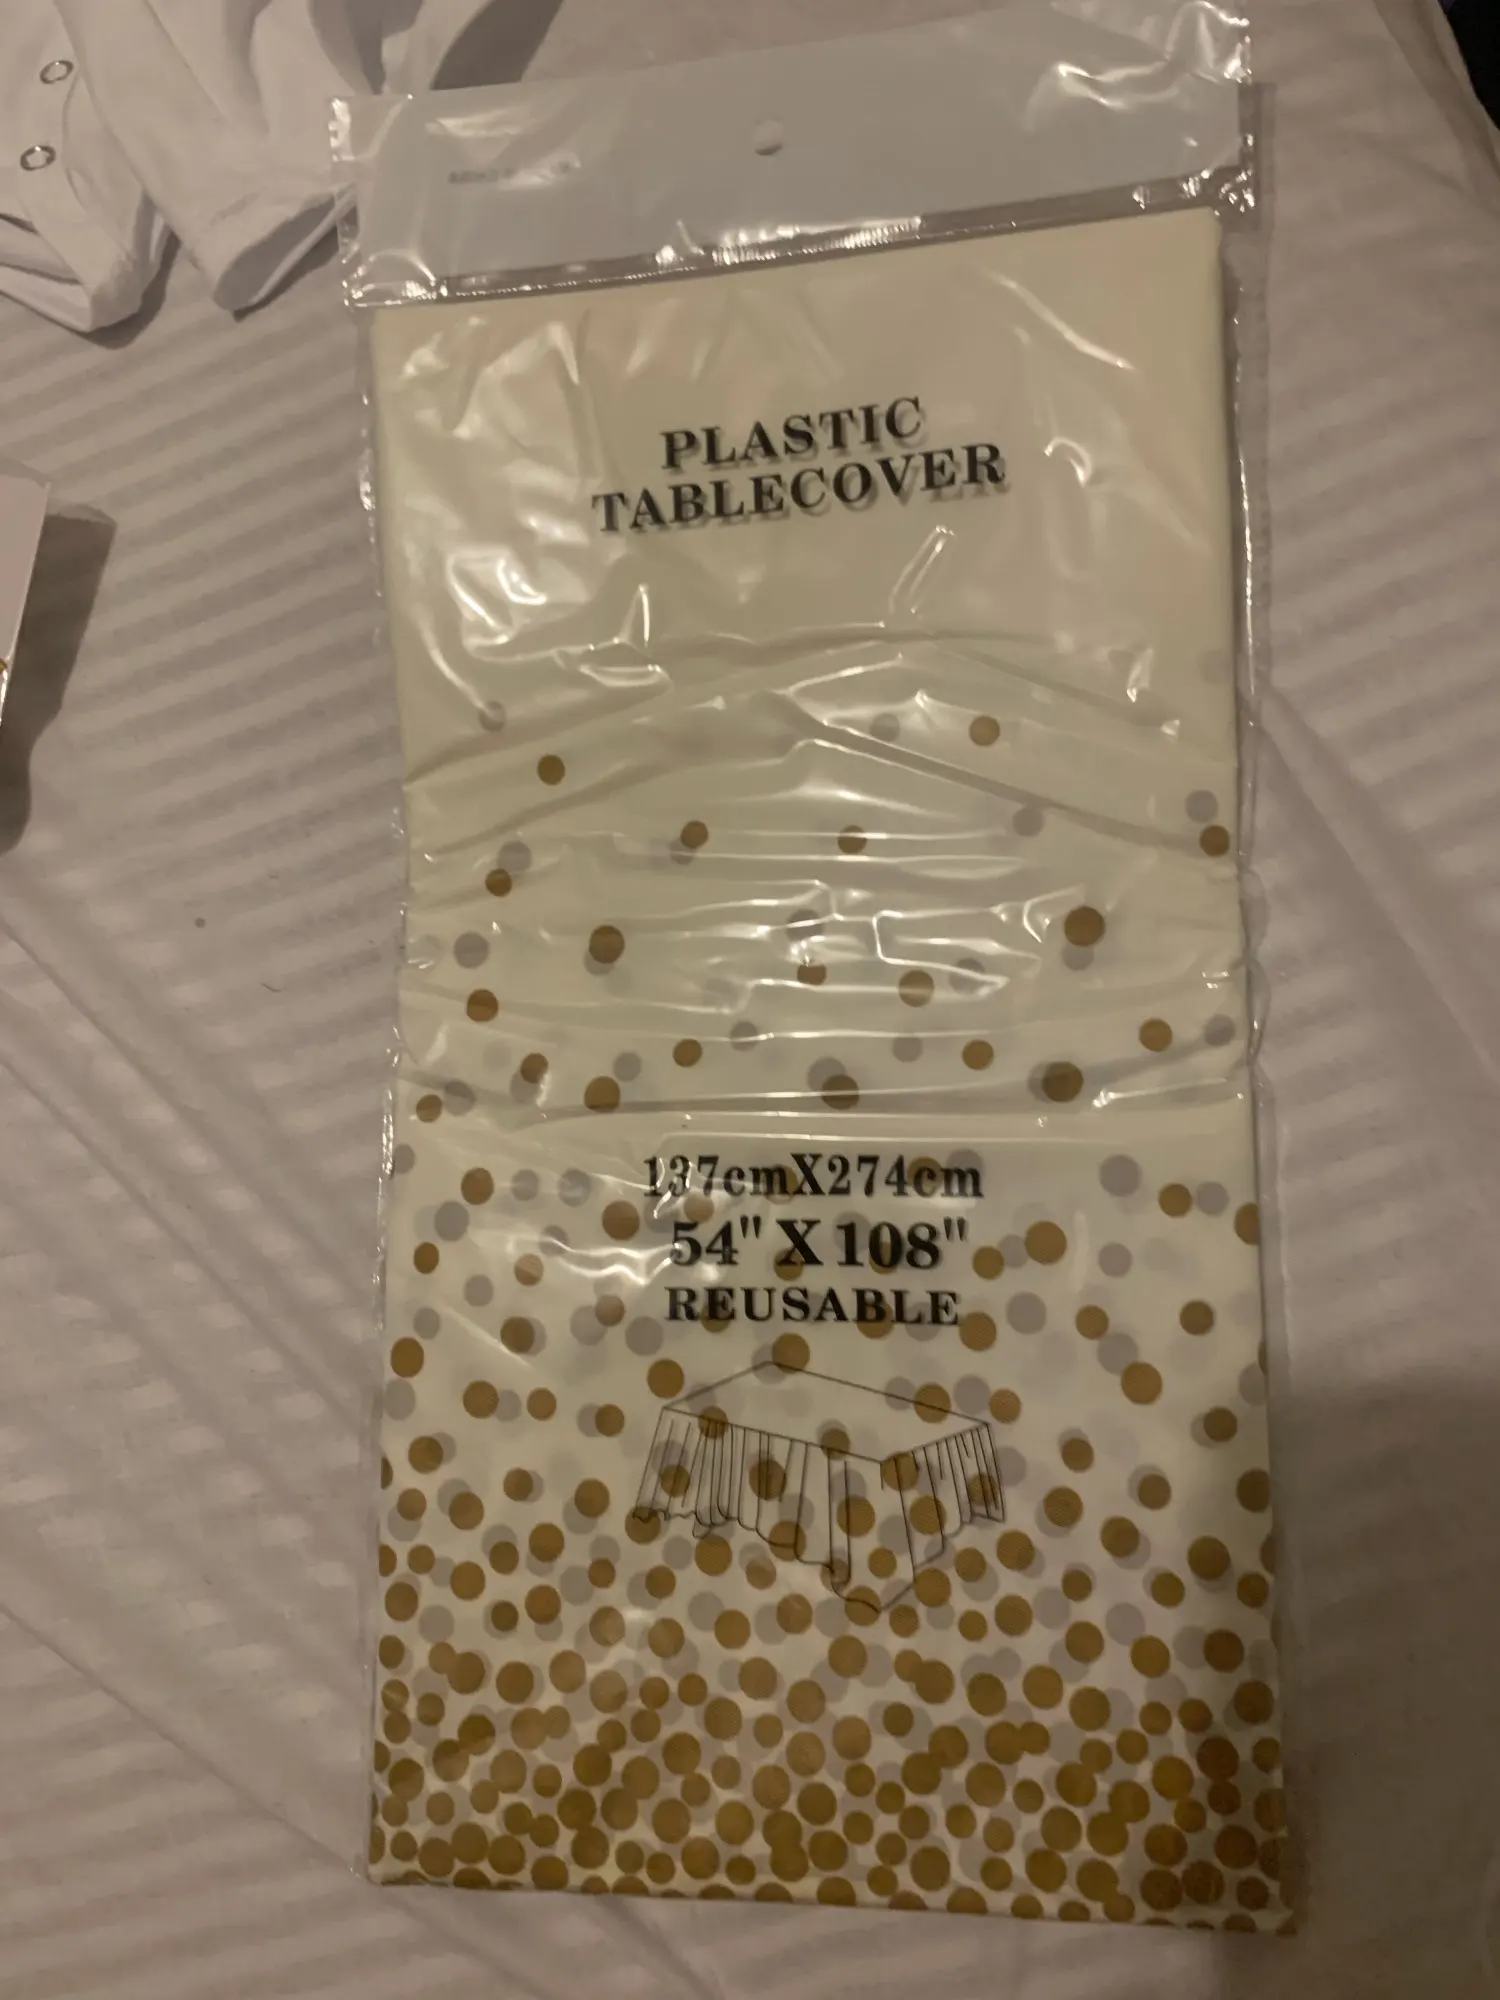 PLASTIC
TABLECOVER
137cmX274cm
54" X 108"
REUSABLE